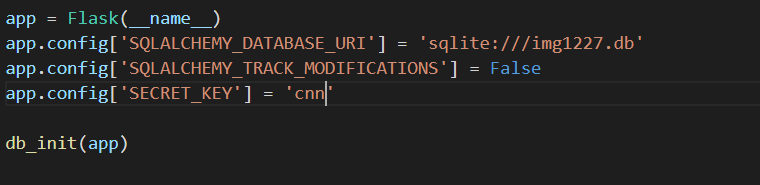 app = Flask(__name__)
app.config['SQLALCHEMY_DATABASE_URI'] = 'sqlite:///img1227.db'
app.config['SQLALCHEMY_TRACK_MODIFICATIONS'] = False
app.config['SECRET_KEY'] = 'cnn'
db_init(app)